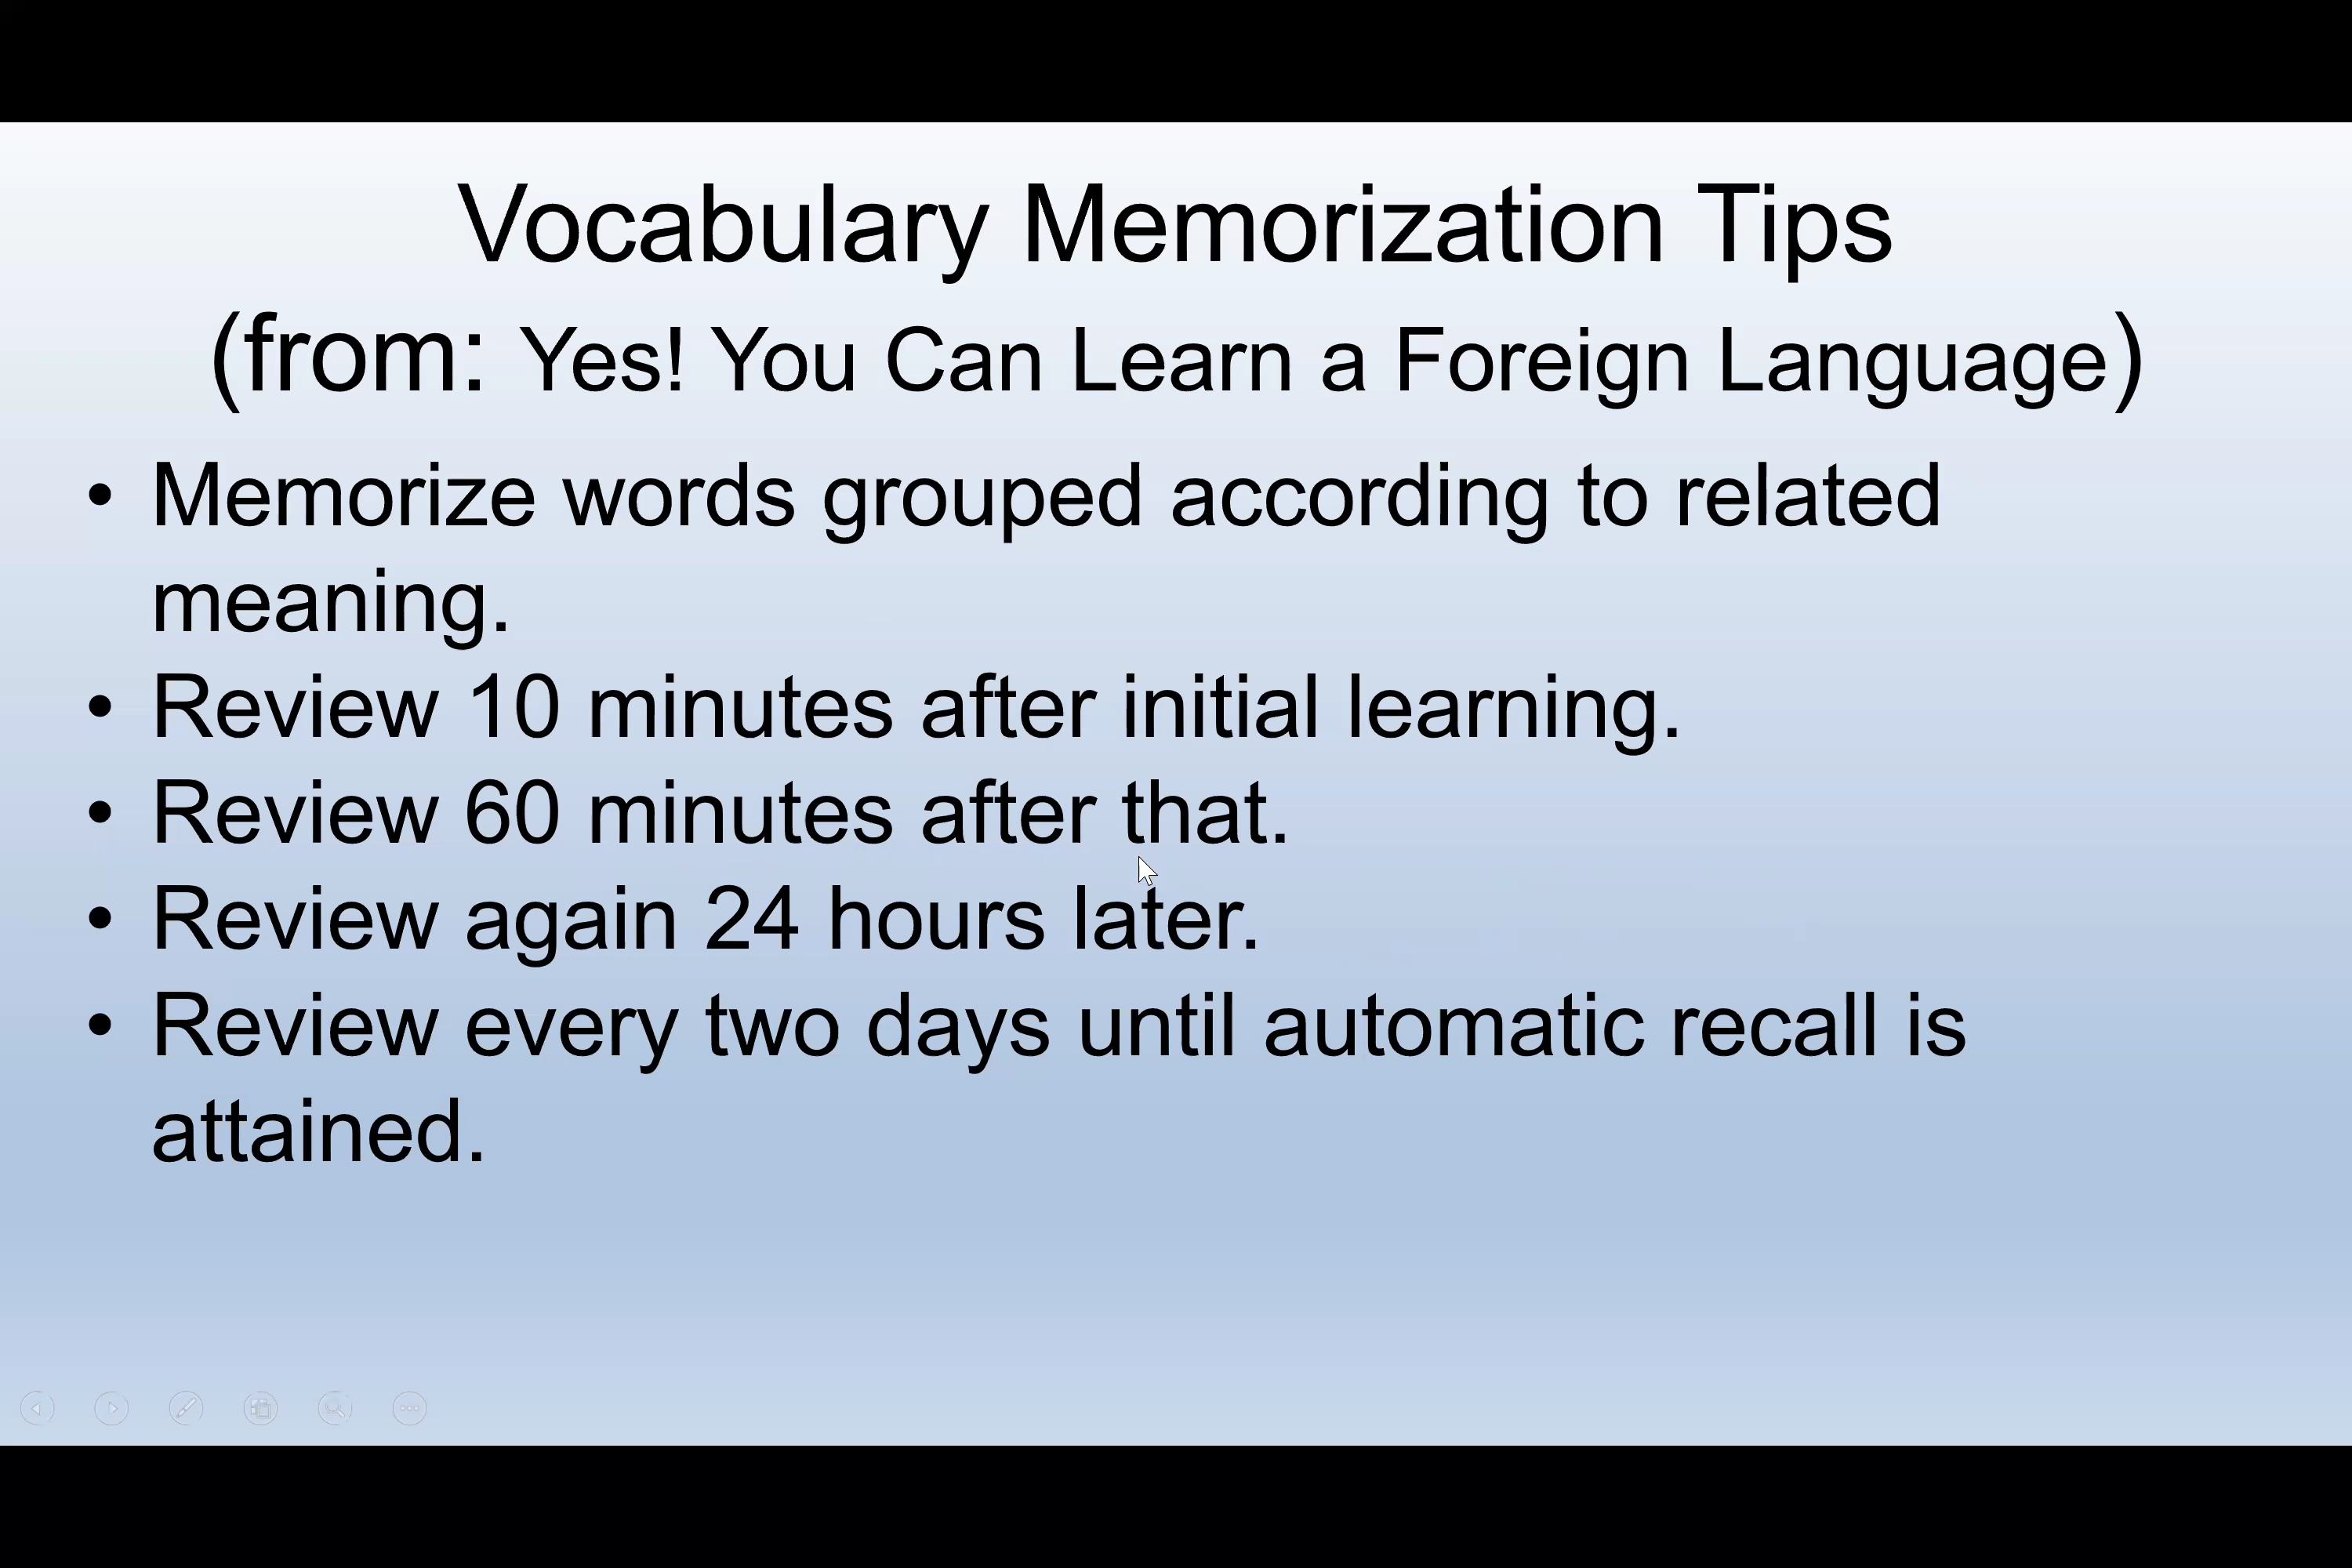 Vocabulary Memorization Tips
(from: Yes! You Can Learn a Foreign Language)
• Memorize words grouped according to related
meaning.
• Review 10 minutes after initial learning.
• Review 60 minutes after that.
• Review again 24 hours later.
• Review every two days until automatic recall is
attained.